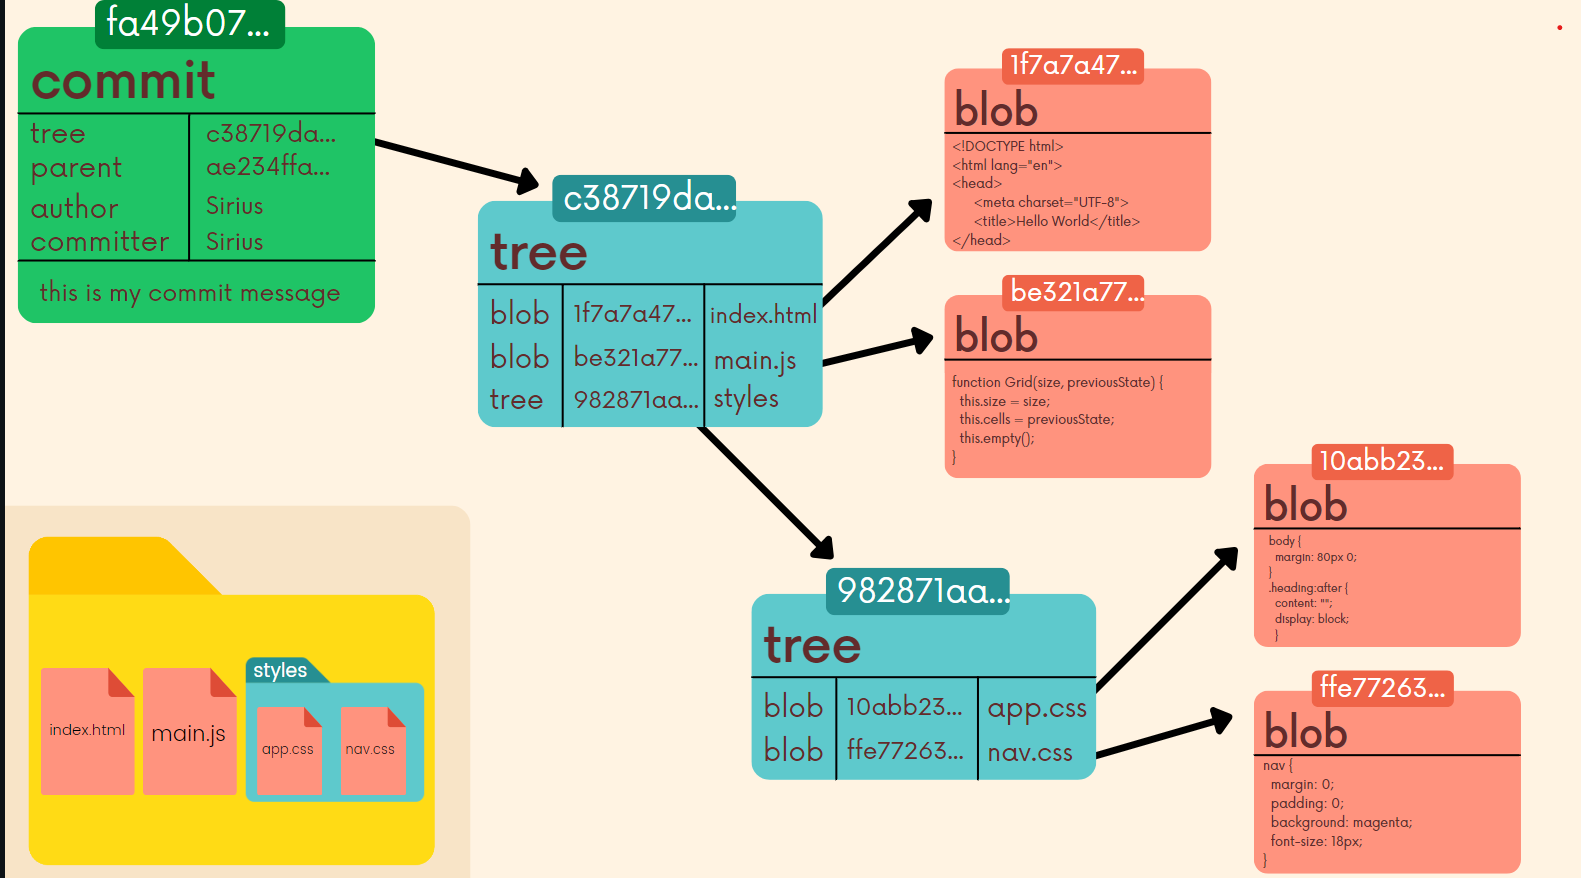 fa49b07...
commit
tree c38719da...
parent ae234ffa...
author Sirius
committer Sirius
this is my commit message
c38719da...
tree
blob 1f7a7a47... index.html
blob be321a77... main.js
tree 982871aa... styles
1f7a7a47...
blob
<!DOCTYPE html>
<html lang="en">
<head>
<meta charset="UTF-8">
<title>Hello World</title>
</head>
be321a77...
blob
function Grid(size, previousState) {
this.size = size;
this.cells = previousState;
this.empty();
}
982871aa...
tree
blob 10abb23... app.css
blob ffe77263... nav.css
10abb23...
blob
body {
margin: 80px 0;
}
.heading:after {
content: "";
display: block;
}
ffe77263...
blob
nav {
margin: 0;
padding: 0;
background: magenta;
font-size: 18px;
}
styles
index.html
main.js
app.css
nav.css